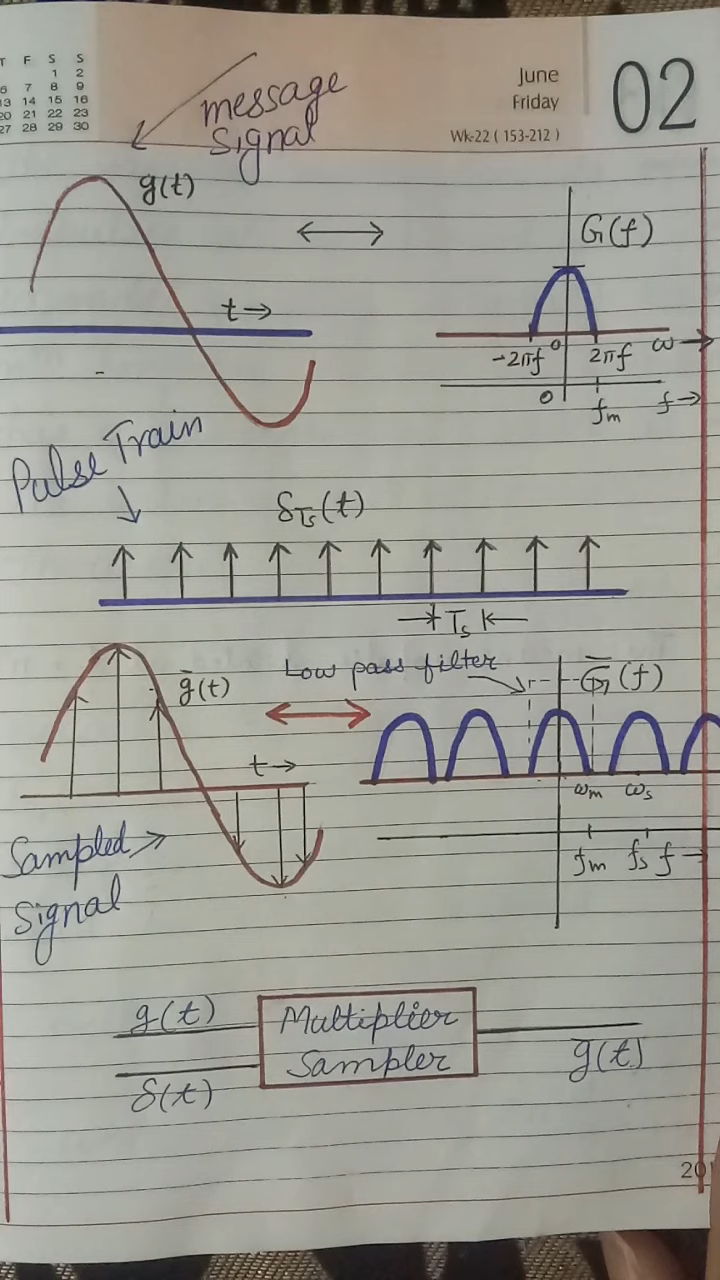 T F S S
1 2
6 7 8 9
13 14 15 16
20 21 22 23
27 28 29 30
June
Friday
Wk-22 ( 153-212 )
02
message
Signal
g(t)
G(f)
t→
-2πf 0 2πf ω→
0 fm f→
Pulse Train
δTs(t)
Ts
Low pass filter
g̅(t)
G̅(f)
t→
ωm ωs
fm fs f→
Sampled
Signal
g(t)
Multiplier
Sampler
δ(t)
g̅(t)